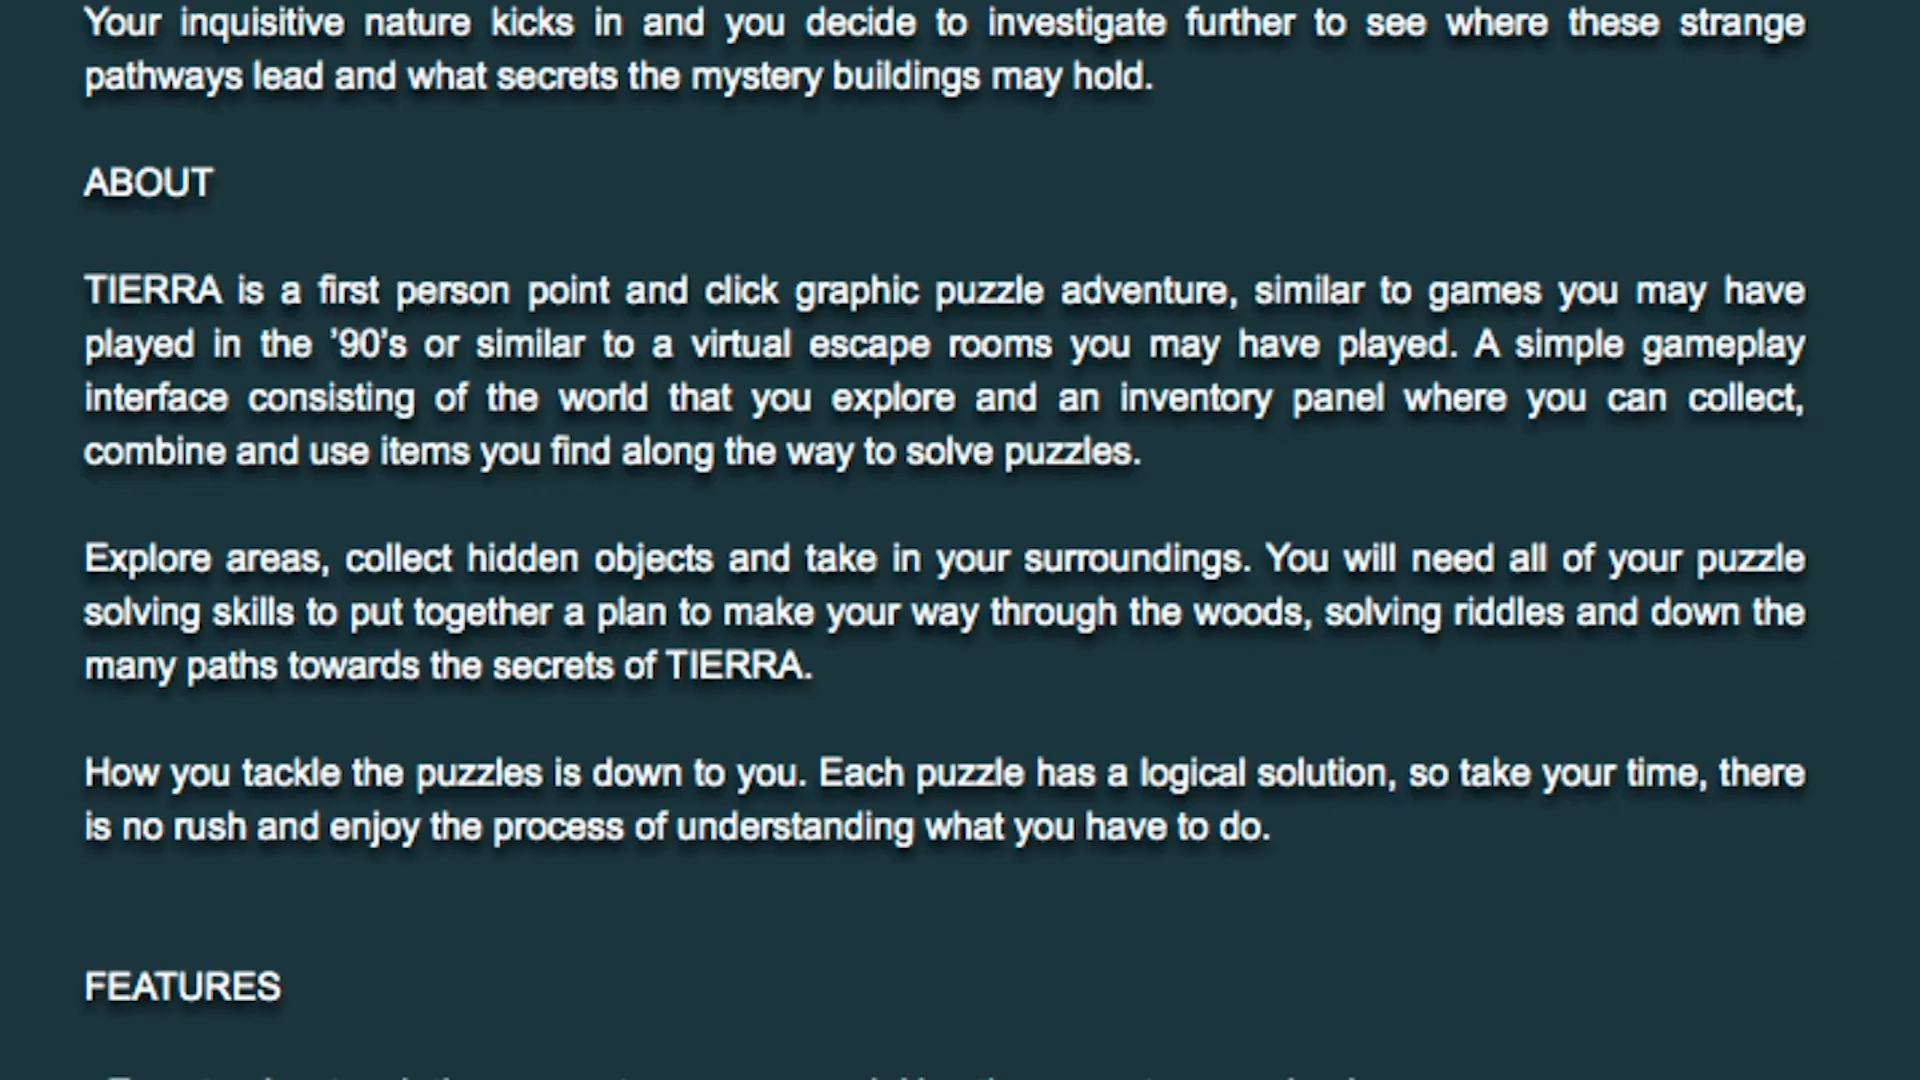 Your inquisitive nature kicks in and you decide to investigate further to see where these strange
pathways lead and what secrets the mystery buildings may hold.
ABOUT
TIERRA is a first person point and click graphic puzzle adventure, similar to games you may have
played in the ’90’s or similar to a virtual escape rooms you may have played. A simple gameplay
interface consisting of the world that you explore and an inventory panel where you can collect,
combine and use items you find along the way to solve puzzles.
Explore areas, collect hidden objects and take in your surroundings. You will need all of your puzzle
solving skills to put together a plan to make your way through the woods, solving riddles and down the
many paths towards the secrets of TIERRA.
How you tackle the puzzles is down to you. Each puzzle has a logical solution, so take your time, there
is no rush and enjoy the process of understanding what you have to do.
FEATURES